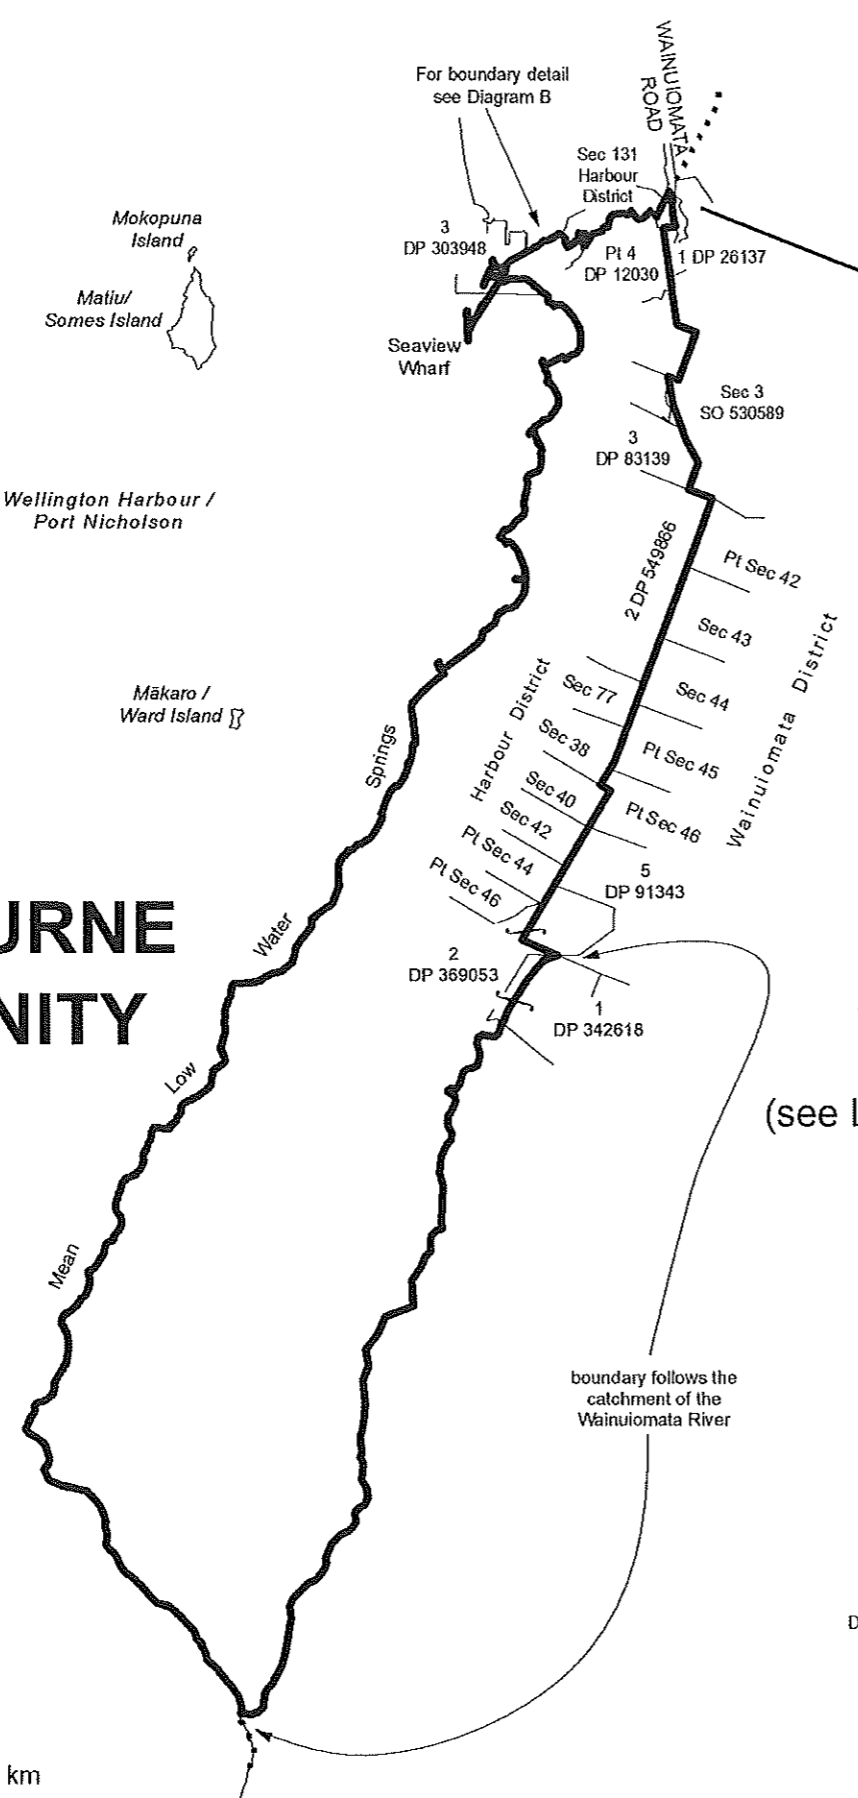 WAINUIOMATA
ROAD
For boundary detail
see Diagram B
Sec 131
Harbour
District
Mokopuna
Island
3
DP 303948
Pt 4
DP 12030
1 DP 26137
Matiu/
Somes Island
Seaview
Wharf
Sec 3
SO 530589
3
DP 83139
Wellington Harbour /
Port Nicholson
2 DP 549866
Pt Sec 42
Sec 43
Harbour District
Sec 77
Sec 44
Wainuiomata District
Mākaro /
Ward Island
Springs
Sec 38
Pt Sec 45
Sec 40
Pt Sec 46
Sec 42
Pt Sec 44
Pt Sec 46
5
DP 91343
URNE
Water
2
DP 369053
NITY
1
DP 342618
Low
(see L
Mean
boundary follows the
catchment of the
Wainuiomata River
D
km